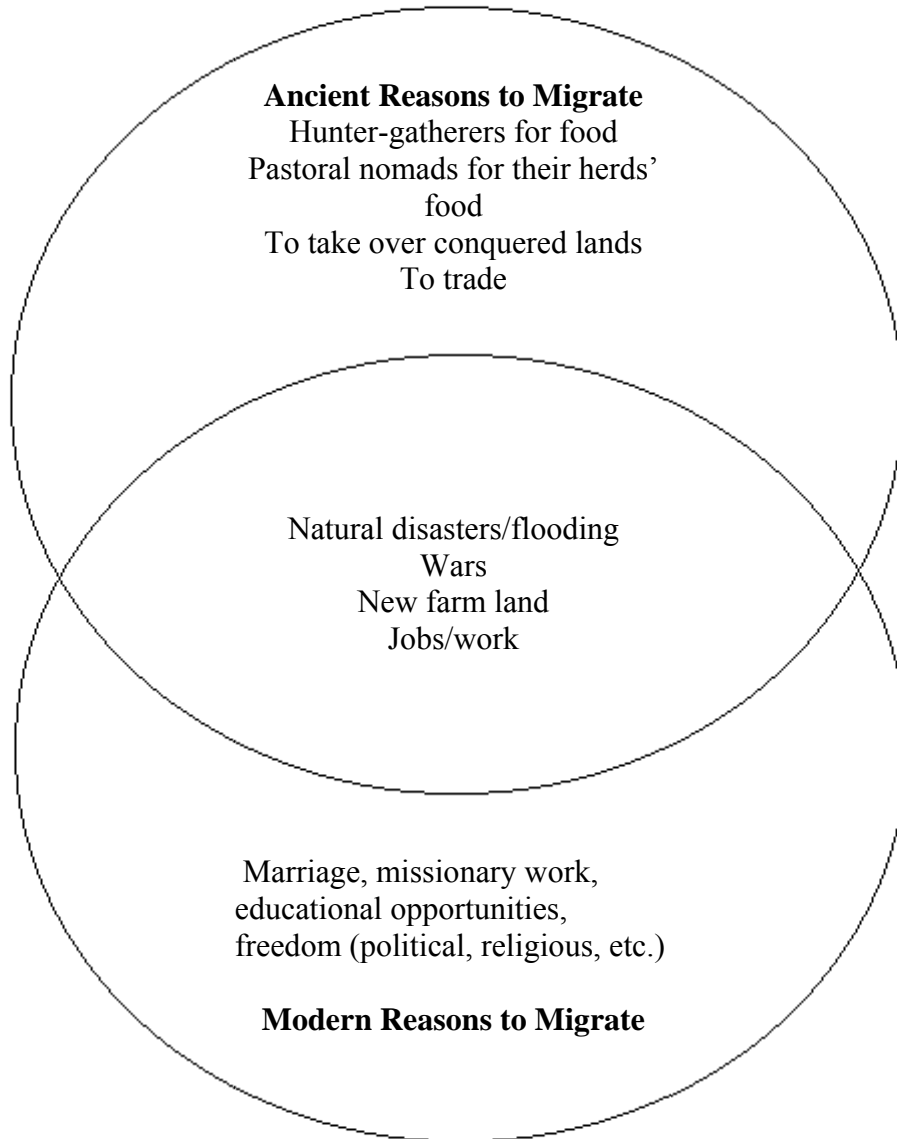 Ancient Reasons to Migrate
Hunter-gatherers for food
Pastoral nomads for their herds’
food
To take over conquered lands
To trade
Natural disasters/flooding
Wars
New farm land
Jobs/work
Marriage, missionary work,
educational opportunities,
freedom (political, religious, etc.)
Modern Reasons to Migrate